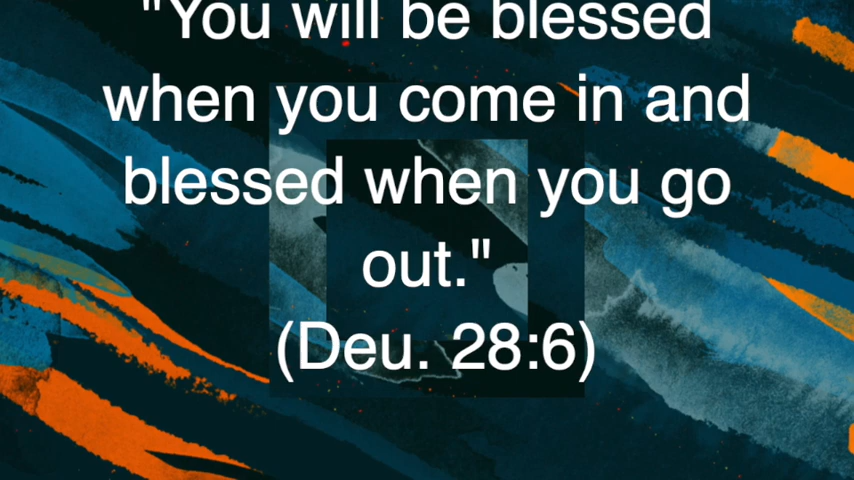 "You will be blessed
when you come in and
blessed when you go
out."
(Deu. 28:6)